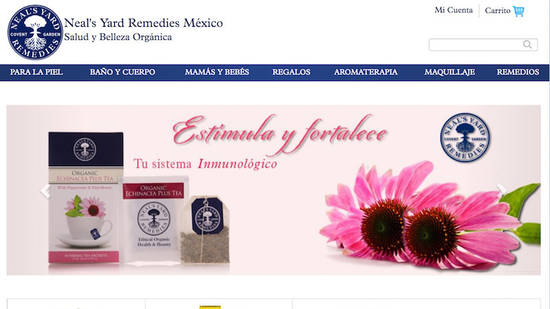 NEAL'S YARD
COVENT GARDEN
REMEDIES
Neal's Yard Remedies México
Salud y Belleza Orgánica
Mi Cuenta
Carrito
PARA LA PIEL
BAÑO Y CUERPO
MAMÁS Y BEBÉS
REGALOS
AROMATERAPIA
MAQUILLAJE
REMEDIOS
Estimula y fortalece
Tu sistema Inmunológico
NEAL'S YARD
COVENT GARDEN
REMEDIES
ORGANIC
ECHINACEA PLUS TEA
ORGANIC
ECHINACEA PLUS TEA
NEAL'S YARD
REMEDIES
Ethical Organic
Health & Beauty